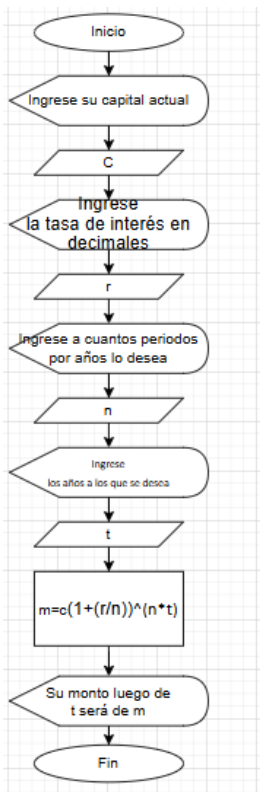 Inicio
Ingrese su capital actual
C
Ingrese
la tasa de interés en
decimales
r
Ingrese a cuantos periodos
por años lo desea
n
Ingrese
los años a los que se desea
t
m=c(1+(r/n))^(n*t)
Su monto luego de
t será de m
Fin